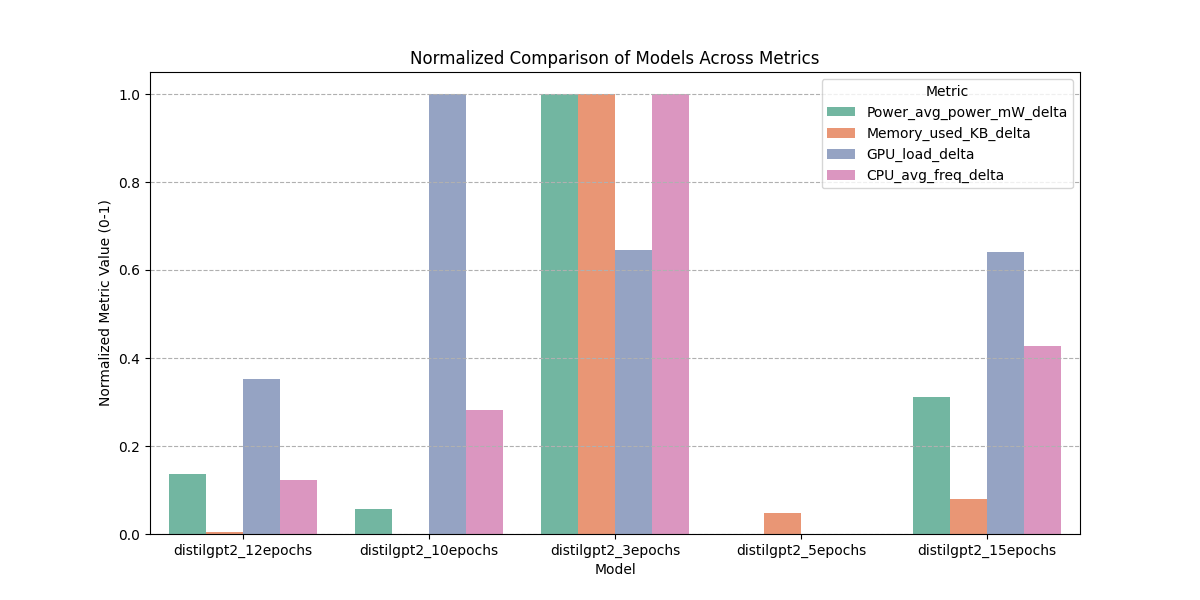 Normalized Comparison of Models Across Metrics
Metric
Power_avg_power_mW_delta
Memory_used_KB_delta
GPU_load_delta
CPU_avg_freq_delta
Normalized Metric Value (0-1)
1.0
0.8
0.6
0.4
0.2
0.0
distilgpt2_12epochs
distilgpt2_10epochs
distilgpt2_3epochs
distilgpt2_5epochs
distilgpt2_15epochs
Model